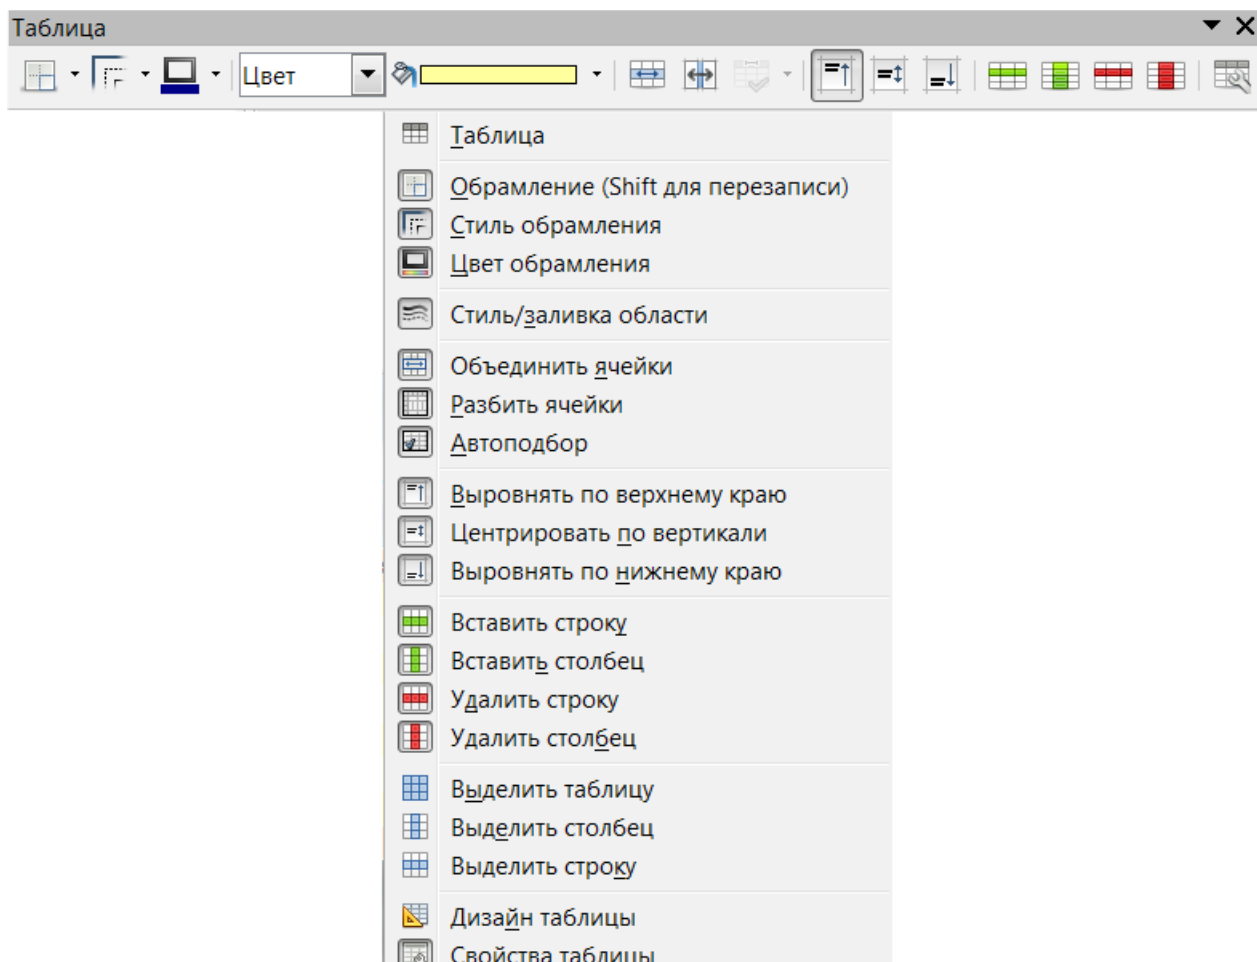 Таблица
Цвет
Таблица
Обрамление (Shift для перезаписи)
Стиль обрамления
Цвет обрамления
Стиль/заливка области
Объединить ячейки
Разбить ячейки
Автоподбор
Выровнять по верхнему краю
Центрировать по вертикали
Выровнять по нижнему краю
Вставить строку
Вставить столбец
Удалить строку
Удалить столбец
Выделить таблицу
Выделить столбец
Выделить строку
Дизайн таблицы
Свойства таблицы